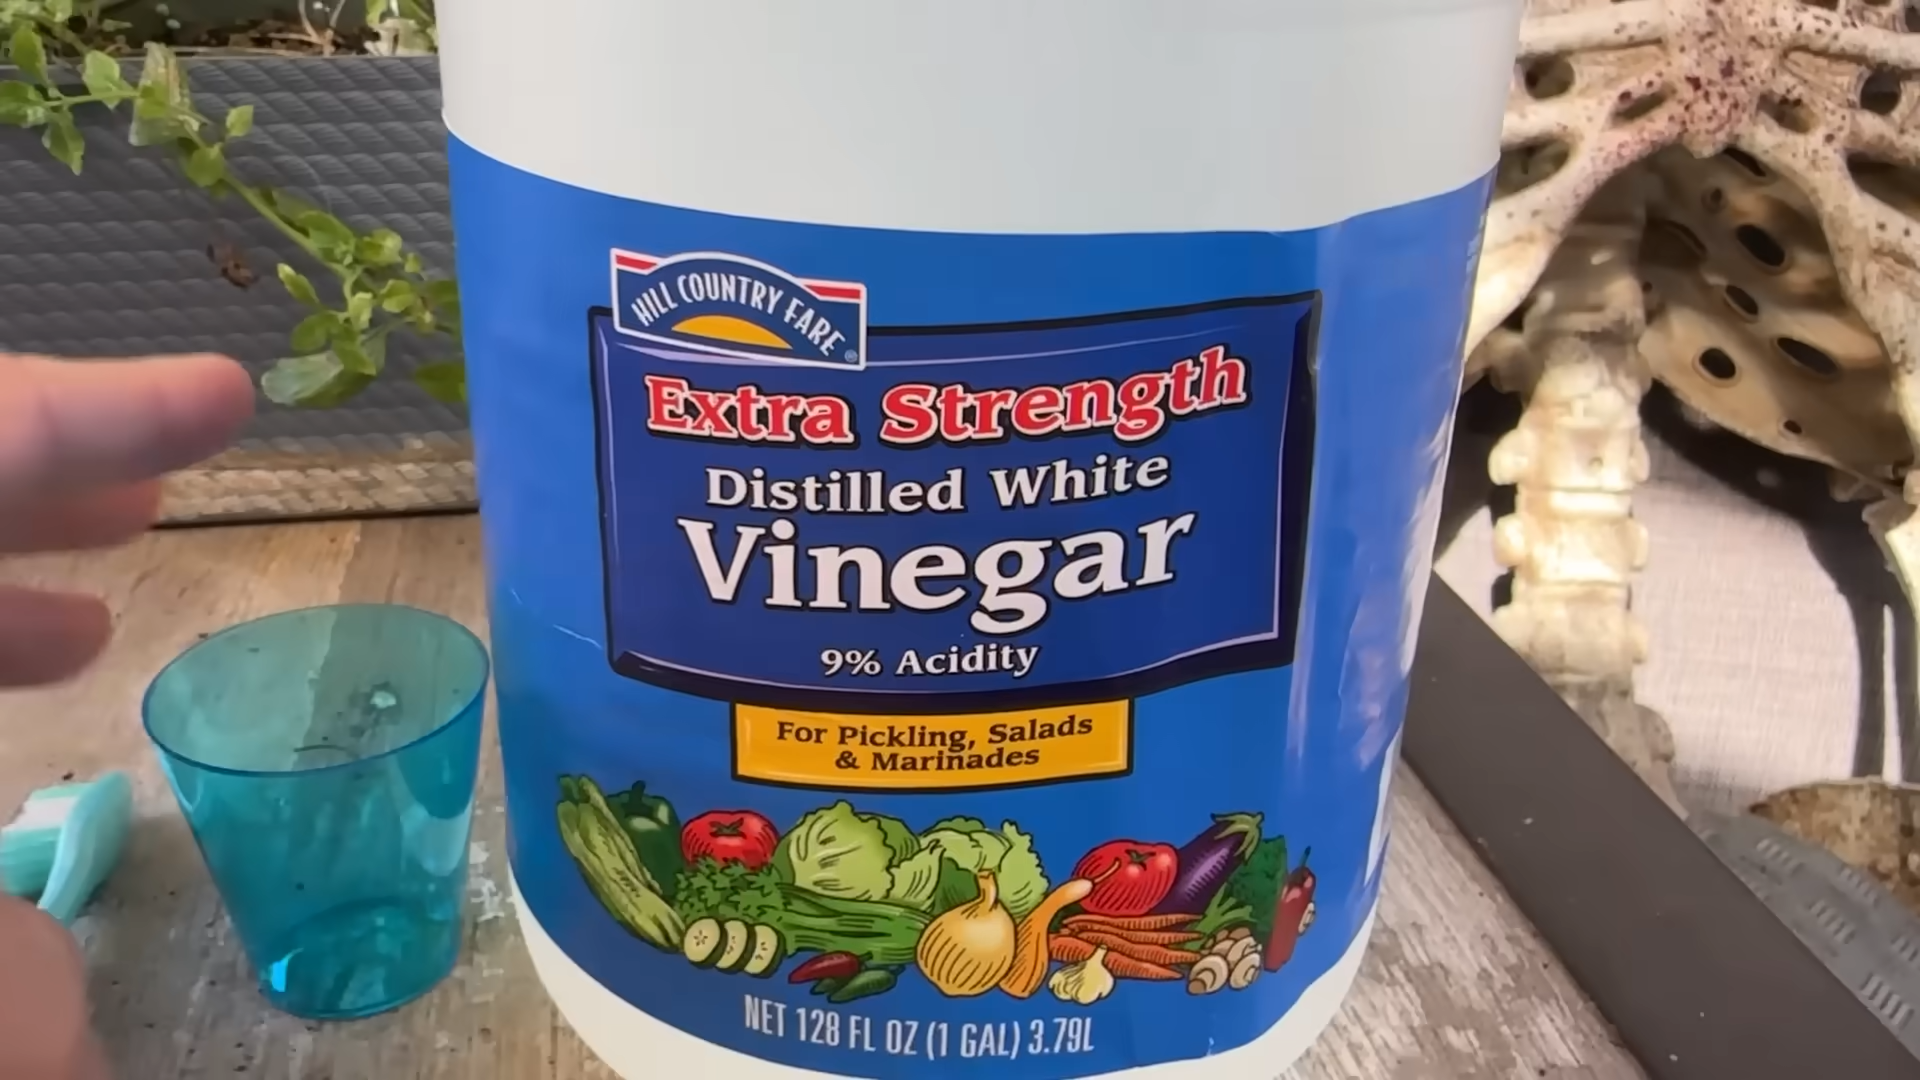 HILL COUNTRY FARE®
Extra Strength
Distilled White
Vinegar
9% Acidity
For Pickling, Salads
& Marinades
NET 128 FL OZ (1 GAL) 3.79L